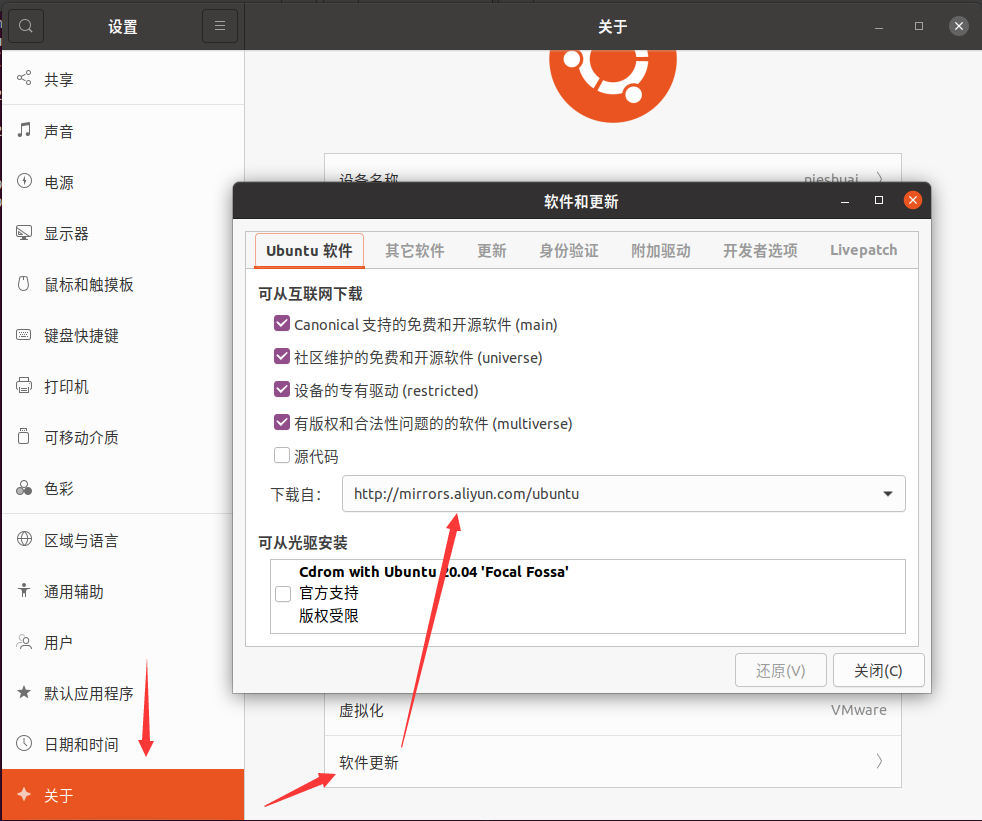 设置
关于
共享
声音
电源
显示器
鼠标和触摸板
键盘快捷键
打印机
可移动介质
色彩
区域与语言
通用辅助
用户
默认应用程序
日期和时间
关于
设备名称
nieshuai
软件和更新
Ubuntu 软件 其它软件 更新 身份验证 附加驱动 开发者选项 Livepatch
可从互联网下载
Canonical 支持的免费和开源软件 (main)
社区维护的免费和开源软件 (universe)
设备的专有驱动 (restricted)
有版权和合法性问题的的软件 (multiverse)
源代码
下载自： http://mirrors.aliyun.com/ubuntu
可从光驱安装
Cdrom with Ubuntu 20.04 'Focal Fossa'
官方支持
版权受限
还原(V) 关闭(C)
虚拟化 VMware
软件更新